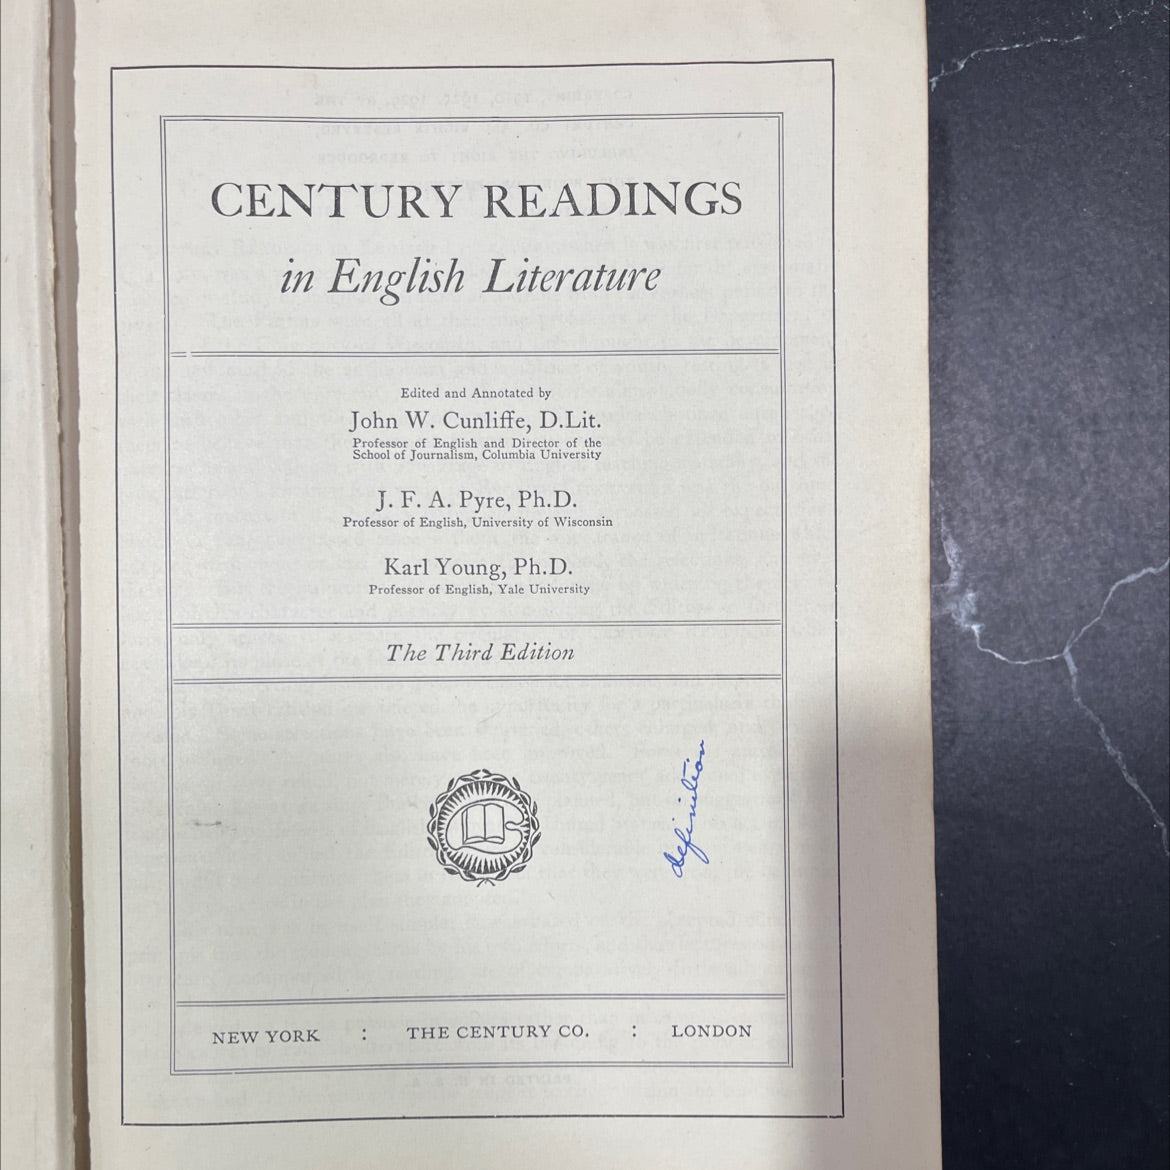 CENTURY READINGS
in English Literature
Edited and Annotated by
John W. Cunliffe, D.Lit.
Professor of English and Director of the
School of Journalism, Columbia University
J. F. A. Pyre, Ph.D.
Professor of English, University of Wisconsin
Karl Young, Ph.D.
Professor of English, Yale University
The Third Edition
definition
NEW YORK : THE CENTURY CO. : LONDON